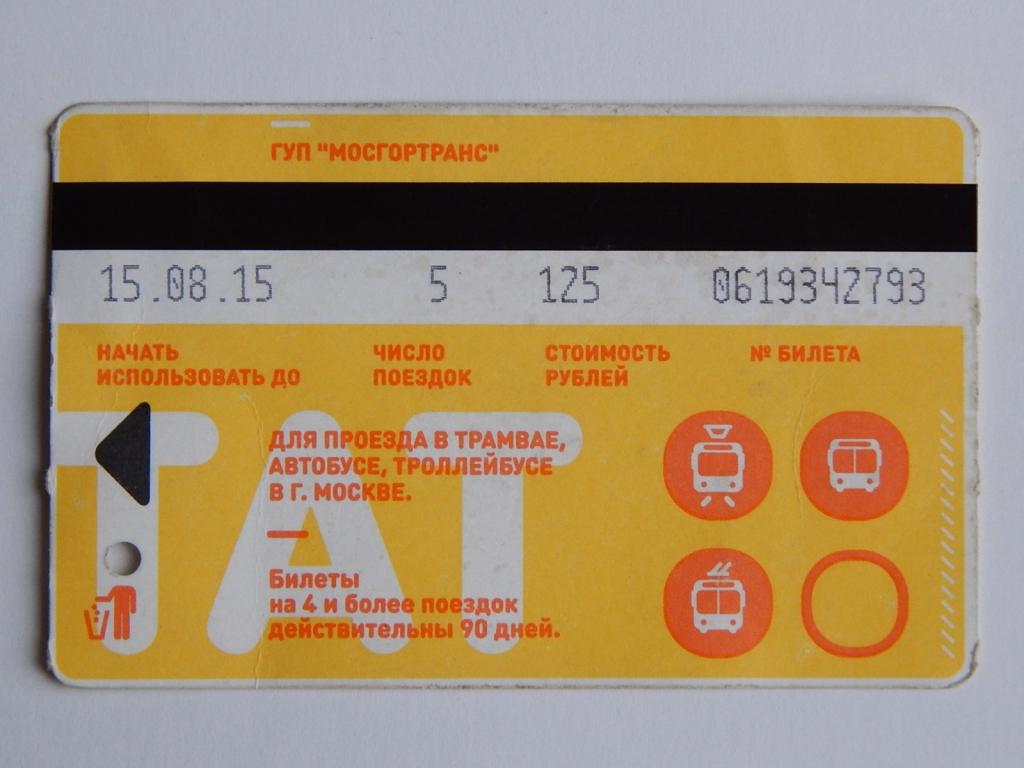 ГУП "МОСГОРТРАНС"
15.08.15 5 125 0619342793
НАЧАТЬ
ИСПОЛЬЗОВАТЬ ДО
ЧИСЛО
ПОЕЗДОК
СТОИМОСТЬ
РУБЛЕЙ
№ БИЛЕТА
ТАТ
ДЛЯ ПРОЕЗДА В ТРАМВАЕ,
АВТОБУСЕ, ТРОЛЛЕЙБУСЕ
В Г. МОСКВЕ.
Билеты
на 4 и более поездок
действительны 90 дней.